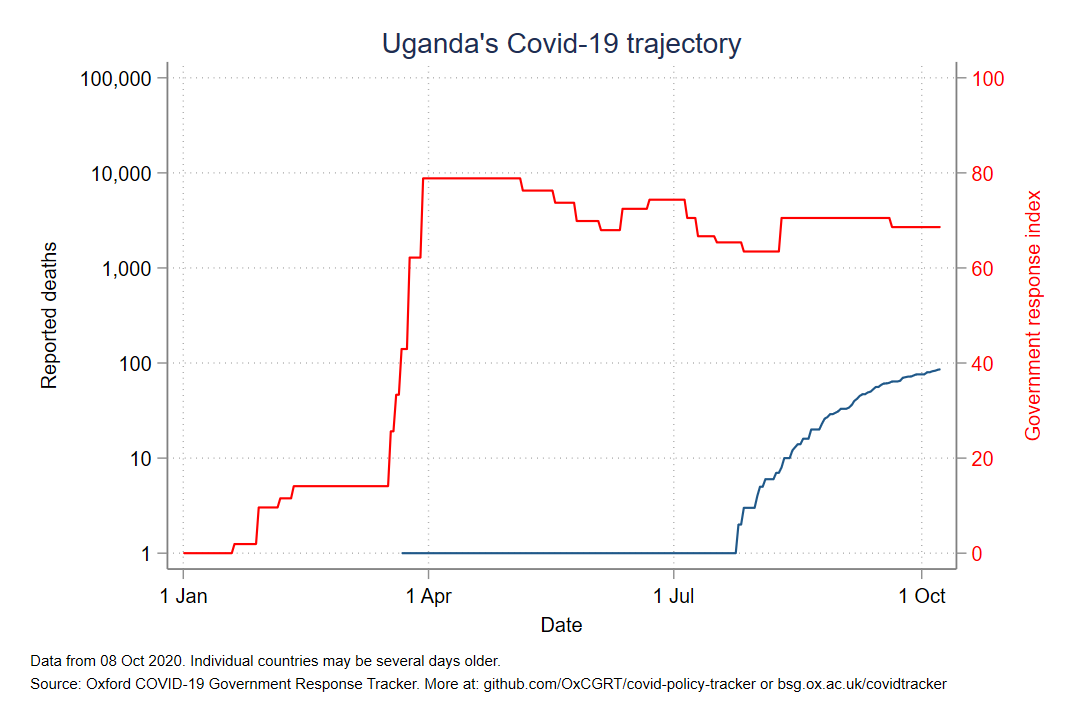 Uganda's Covid-19 trajectory
100,000
10,000
1,000
100
10
1
Reported deaths
100
80
60
40
20
0
Government response index
1 Jan
1 Apr
1 Jul
1 Oct
Date
Data from 08 Oct 2020. Individual countries may be several days older.
Source: Oxford COVID-19 Government Response Tracker. More at: github.com/OxCGRT/covid-policy-tracker or bsg.ox.ac.uk/covidtracker